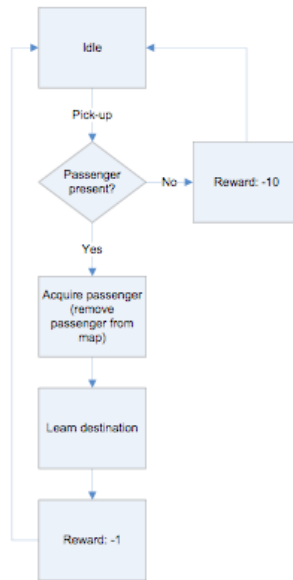 Idle
Pick-up
Passenger
present?
No
Reward: -10
Yes
Acquire passenger
(remove
passenger from
map)
Learn destination
Reward: -1